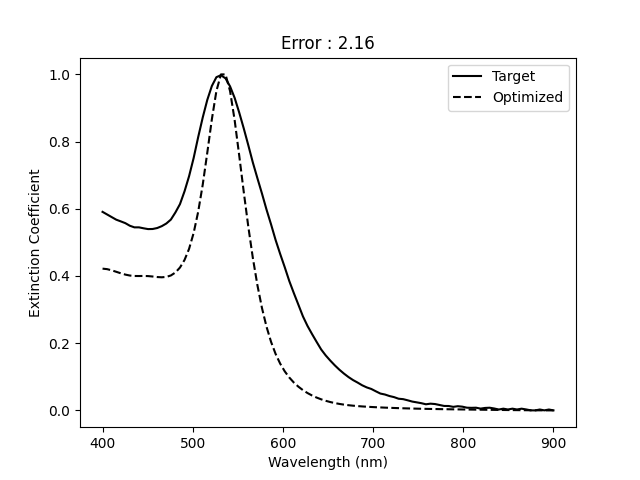 Error : 2.16
Target
Optimized
Extinction Coefficient
1.0
0.8
0.6
0.4
0.2
0.0
400 500 600 700 800 900
Wavelength (nm)